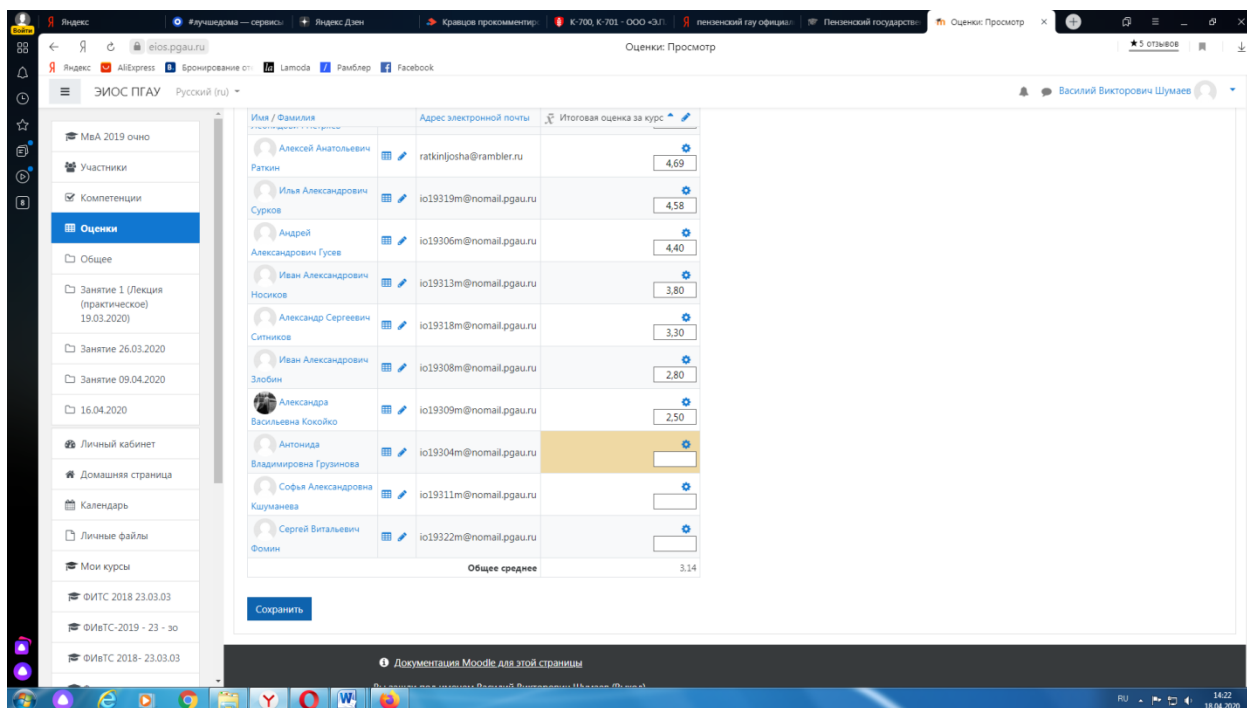 Яндекс
#лучшедома — сервисы
Яндекс Дзен
Кравцов прокомментир
К-700, К-701 - ООО «ЭЛ
пензенский гау официал
Пензенский государстве
Оценки: Просмотр
Войти
eios.pgau.ru
Оценки: Просмотр
★5 отзывов
Яндекс
AliExpress
Бронирование от
Lamoda
Рамблер
Facebook
ЭИОС ПГАУ
Русский (ru)
Василий Викторович Шумаев
МвА 2019 очно
Участники
Компетенции
Оценки
Общее
Занятие 1 (Лекция
(практическое)
19.03.2020)
Занятие 26.03.2020
Занятие 09.04.2020
16.04.2020
Личный кабинет
Домашняя страница
Календарь
Личные файлы
Мои курсы
ФИТС 2018 23.03.03
ФИвТС-2019 - 23 - зо
ФИвТС 2018- 23.03.03
Имя / Фамилия
Адрес электронной почты
Итоговая оценка за курс
Алексей Анатольевич
Раткин
ratkinljosha@rambler.ru
4,69
Илья Александрович
Сурков
io19319m@nomail.pgau.ru
4,58
Андрей
Александрович Гусев
io19306m@nomail.pgau.ru
4,40
Иван Александрович
Носиков
io19313m@nomail.pgau.ru
3,80
Александр Сергеевич
Ситников
io19318m@nomail.pgau.ru
3,30
Иван Александрович
Злобин
io19308m@nomail.pgau.ru
2,80
Александра
Васильевна Кокойко
io19309m@nomail.pgau.ru
2,50
Антонида
Владимировна Грузинова
io19304m@nomail.pgau.ru
Софья Александровна
Кшуманева
io19311m@nomail.pgau.ru
Сергей Витальевич
Фомин
io19322m@nomail.pgau.ru
Общее среднее
3,14
Сохранить
Документация Moodle для этой страницы
RU
14:22
18.04.2020